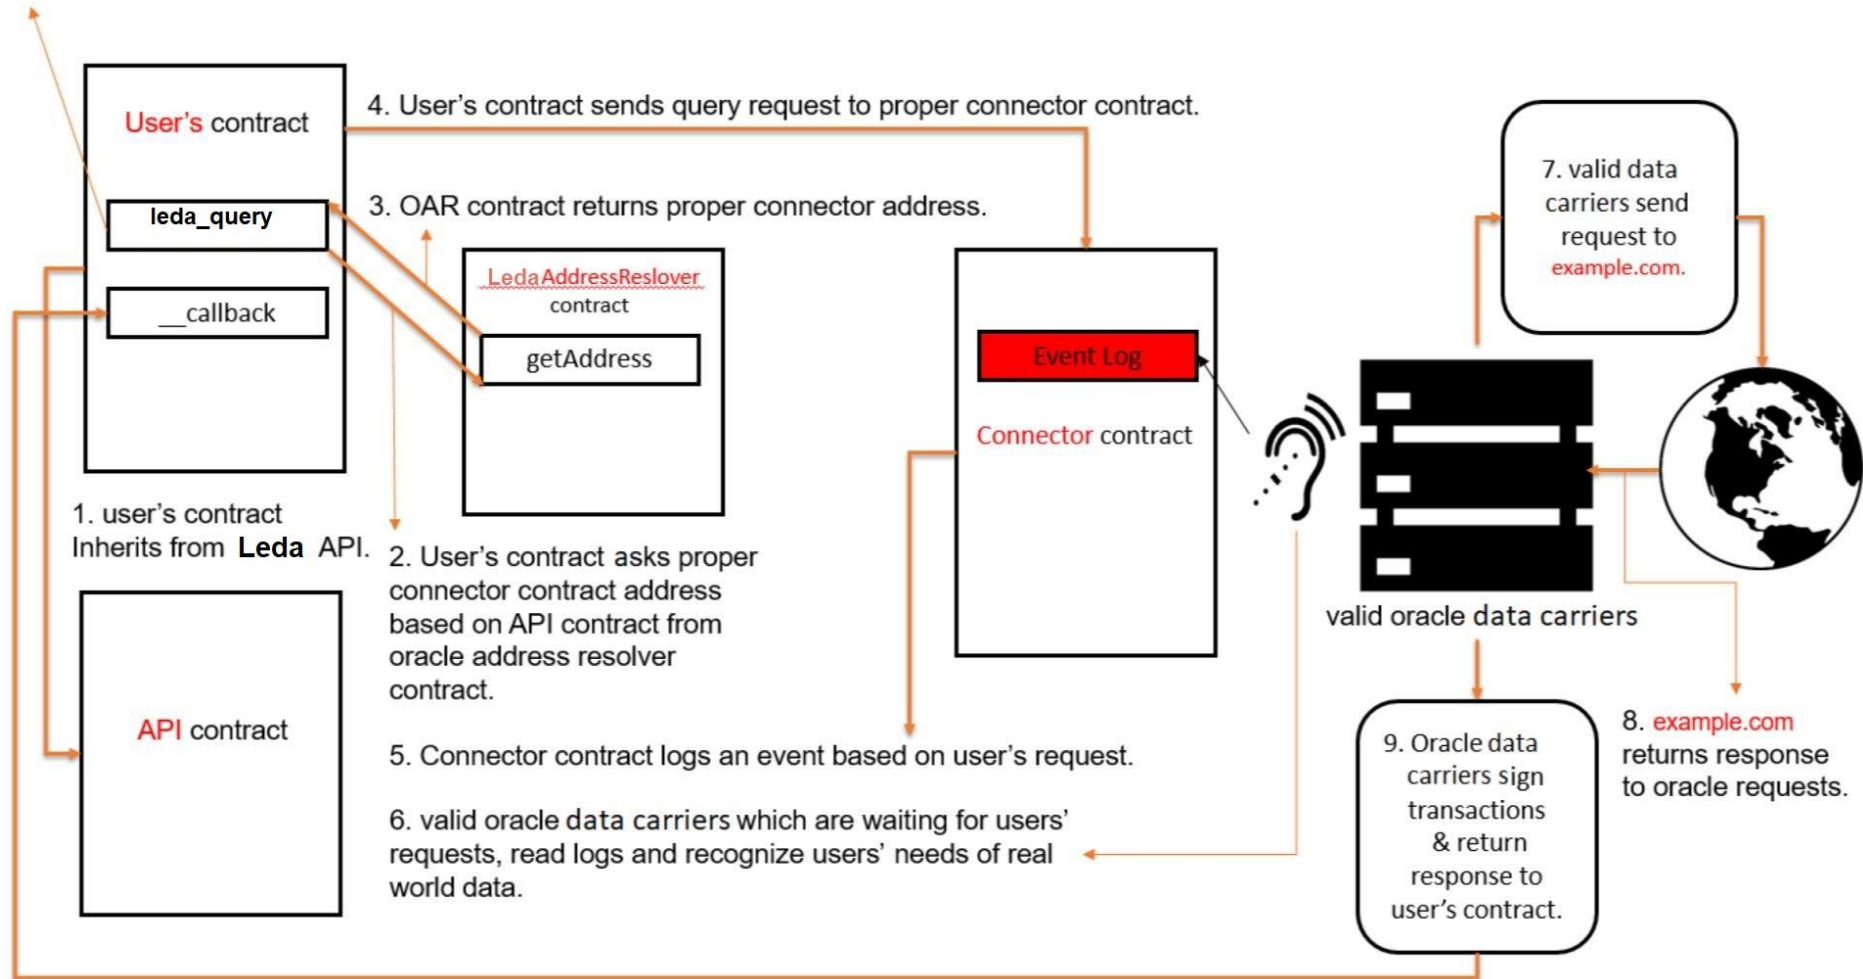 User's contract
leda_query
__callback
4. User's contract sends query request to proper connector contract.
3. OAR contract returns proper connector address.
LedaAddressReslover
contract
getAddress
1. user's contract
Inherits from Leda API.
2. User's contract asks proper
connector contract address
based on API contract from
oracle address resolver
contract.
API contract
Event Log
Connector contract
5. Connector contract logs an event based on user's request.
6. valid oracle data carriers which are waiting for users'
requests, read logs and recognize users' needs of real
world data.
7. valid data
carriers send
request to
example.com.
valid oracle data carriers
8. example.com
returns response
to oracle requests.
9. Oracle data
carriers sign
transactions
& return
response to
user's contract.